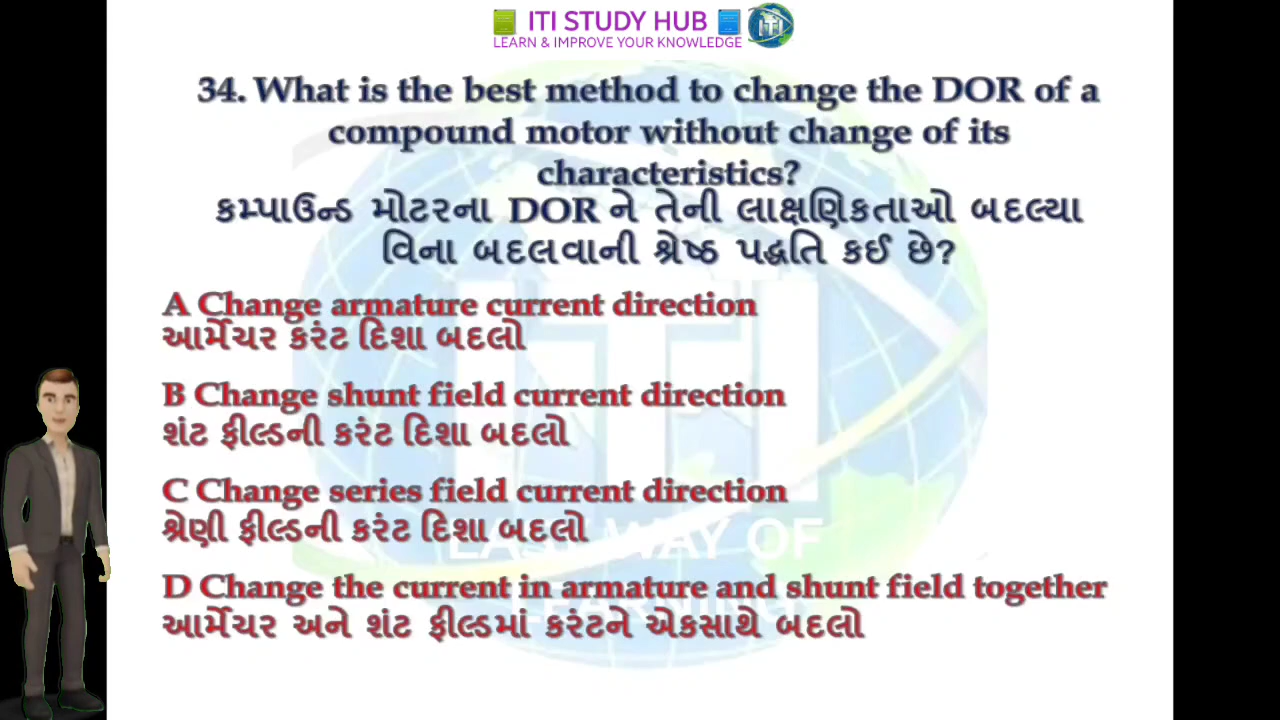 ITI STUDY HUB
LEARN & IMPROVE YOUR KNOWLEDGE
ITI
34. What is the best method to change the DOR of a
compound motor without change of its
characteristics?
કમ્પાઉન્ડ મોટરના DOR ને તેની લાક્ષણિકતાઓ બદલ્યા
વિના બદલવાની શ્રેષ્ઠ પદ્ધતિ કઈ છે?
A Change armature current direction
આર્મેચર કરંટ દિશા બદલો
B Change shunt field current direction
શંટ ફીલ્ડની કરંટ દિશા બદલો
C Change series field current direction
શ્રેણી ફીલ્ડની કરંટ દિશા બદલો
WAY OF
D Change the current in armature and shunt field together
LEARNING
આર્મેચર અને શંટ ફીલ્ડમાં કરંટને એકસાથે બદલો